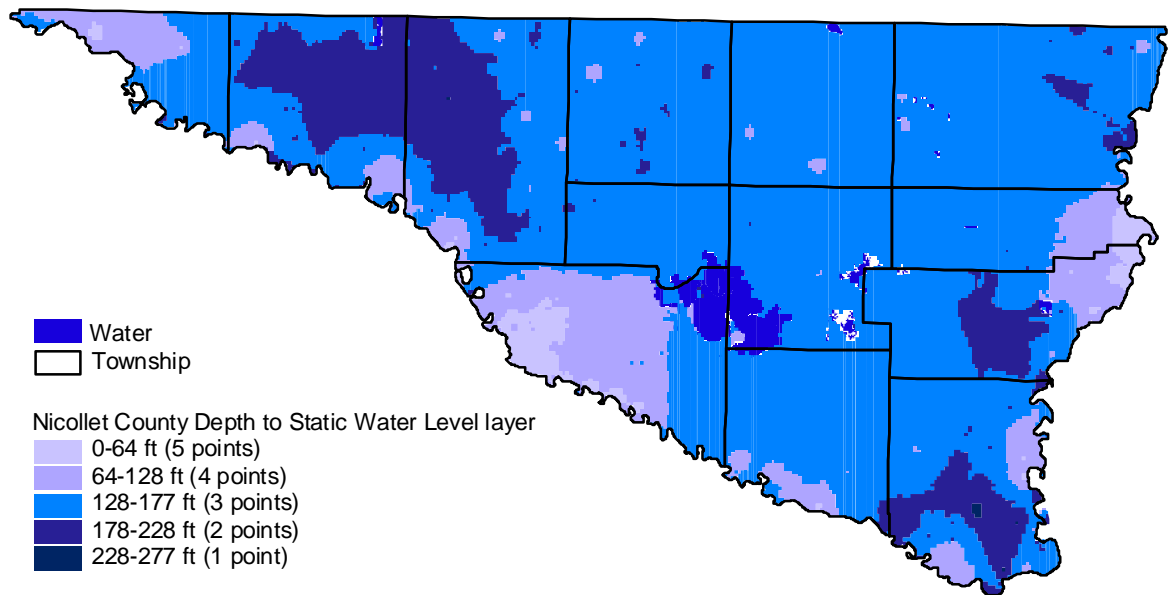 Water
Township
Nicollet County Depth to Static Water Level layer
0-64 ft (5 points)
64-128 ft (4 points)
128-177 ft (3 points)
178-228 ft (2 points)
228-277 ft (1 point)